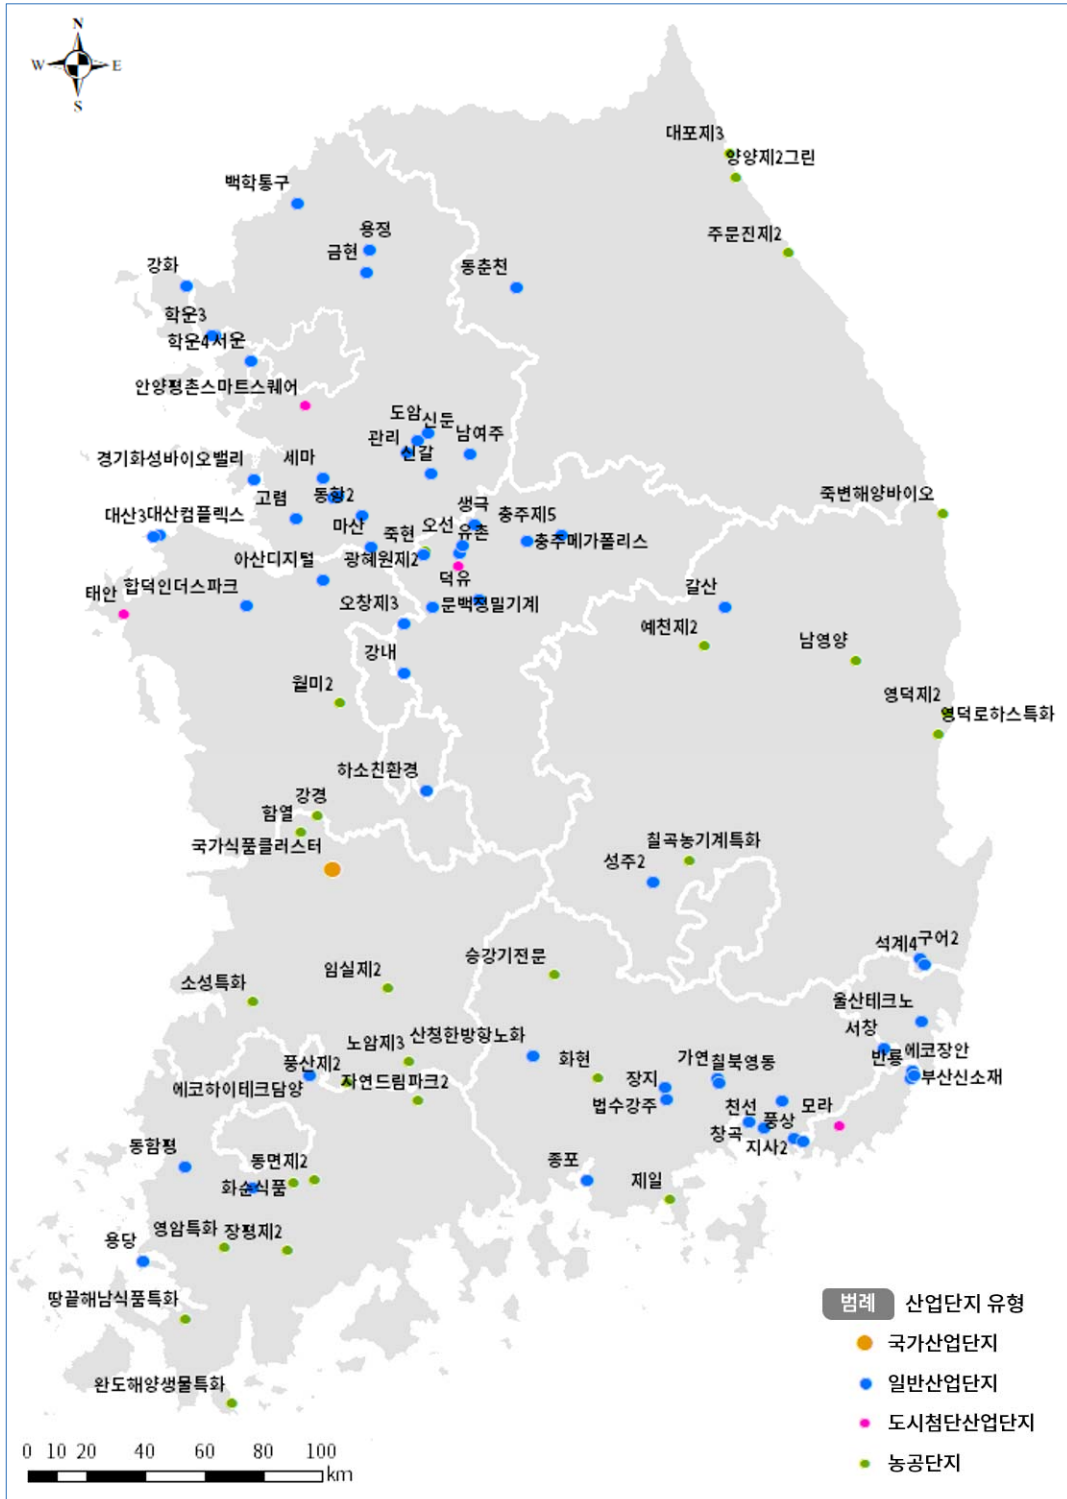 N
W E
S
대포제3
양양제2그린
백학통구
주문진제2
용정
금현
강화
동춘천
학운3
학운4 서운
안양평촌스마트스퀘어
도암 신둔
관리
남여주
신갈
경기화성바이오밸리
세마
죽변해양바이오
고렴
동항2
생극
대산3 대산컴플렉스
충주제5
마산
오선
죽현
유촌
충주메가폴리스
아산디지털
광혜원제2
덕유
태안
합덕인더스파크
오창제3
문백정밀기계
갈산
예천제2
남영양
강내
월미2
영덕제2
영덕로하스특화
하소친환경
강경
함열
국가식품클러스터
칠곡농기계특화
성주2
석계4 구어2
승강기전문
임실제2
소성특화
울산테크노
서창
노암제3
산청한방항노화
반룡
에코장안
화현
가연 칠북영동
풍산제2
장지
부산신소재
에코하이테크담양
자연드림파크2
법수강주
천선
풍상
모라
창곡
지사2
동함평
동면제2
종포
화순식품
제일
영암특화
장평제2
용당
땅끝해남식품특화
완도해양생물특화
범례 산업단지 유형
국가산업단지
일반산업단지
도시첨단산업단지
농공단지
0 10 20 40 60 80 100
km